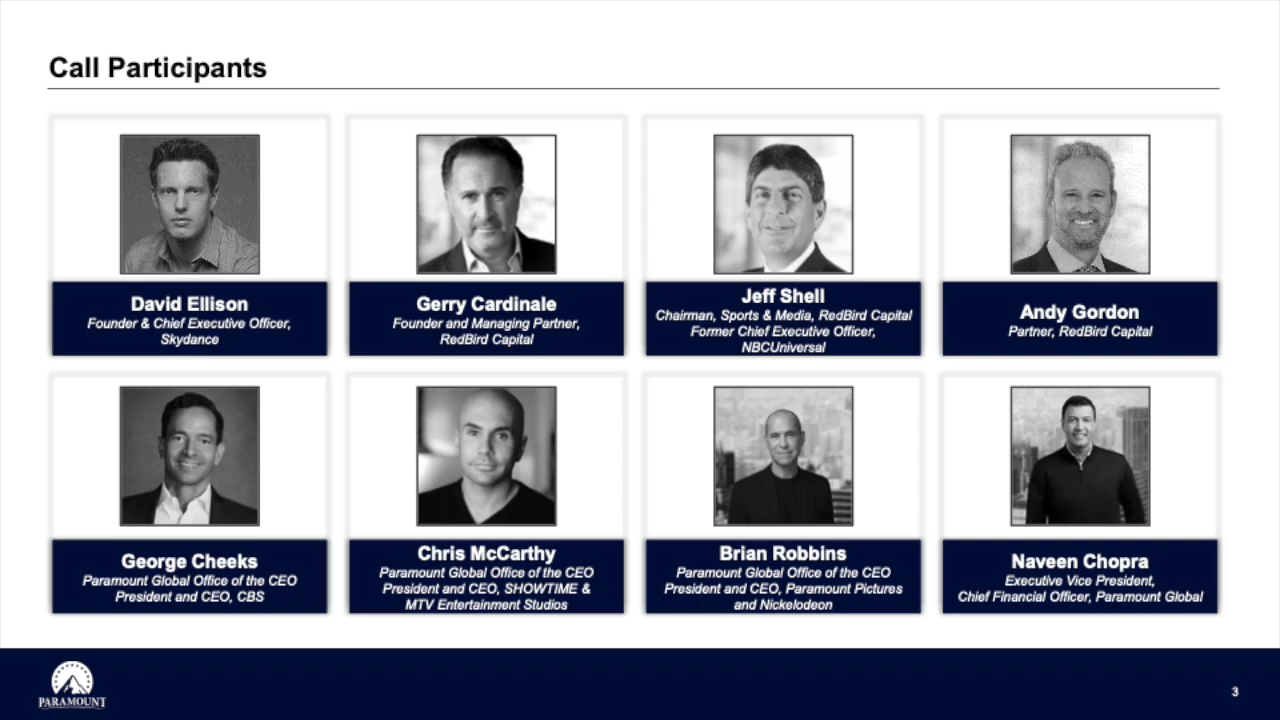 Call Participants
David Ellison
Founder & Chief Executive Officer,
Skydance
Gerry Cardinale
Founder and Managing Partner,
RedBird Capital
Jeff Shell
Chairman, Sports & Media, RedBird Capital
Former Chief Executive Officer,
NBCUniversal
Andy Gordon
Partner, RedBird Capital
George Cheeks
Paramount Global Office of the CEO
President and CEO, CBS
Chris McCarthy
Paramount Global Office of the CEO
President and CEO, SHOWTIME &
MTV Entertainment Studios
Brian Robbins
Paramount Global Office of the CEO
President and CEO, Paramount Pictures
and Nickelodeon
Naveen Chopra
Executive Vice President,
Chief Financial Officer, Paramount Global
PARAMOUNT
3